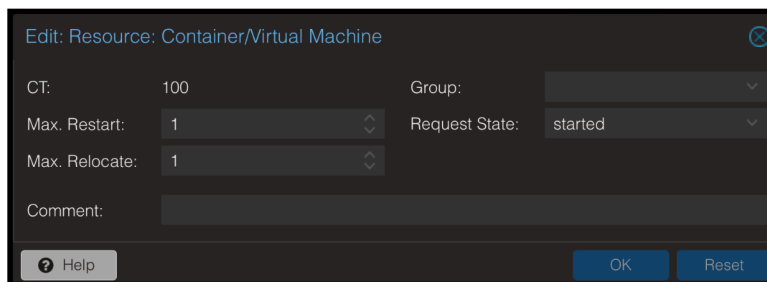 Edit: Resource: Container/Virtual Machine
CT: 100 Group:
Max. Restart: 1 Request State: started
Max. Relocate: 1
Comment:
Help OK Reset